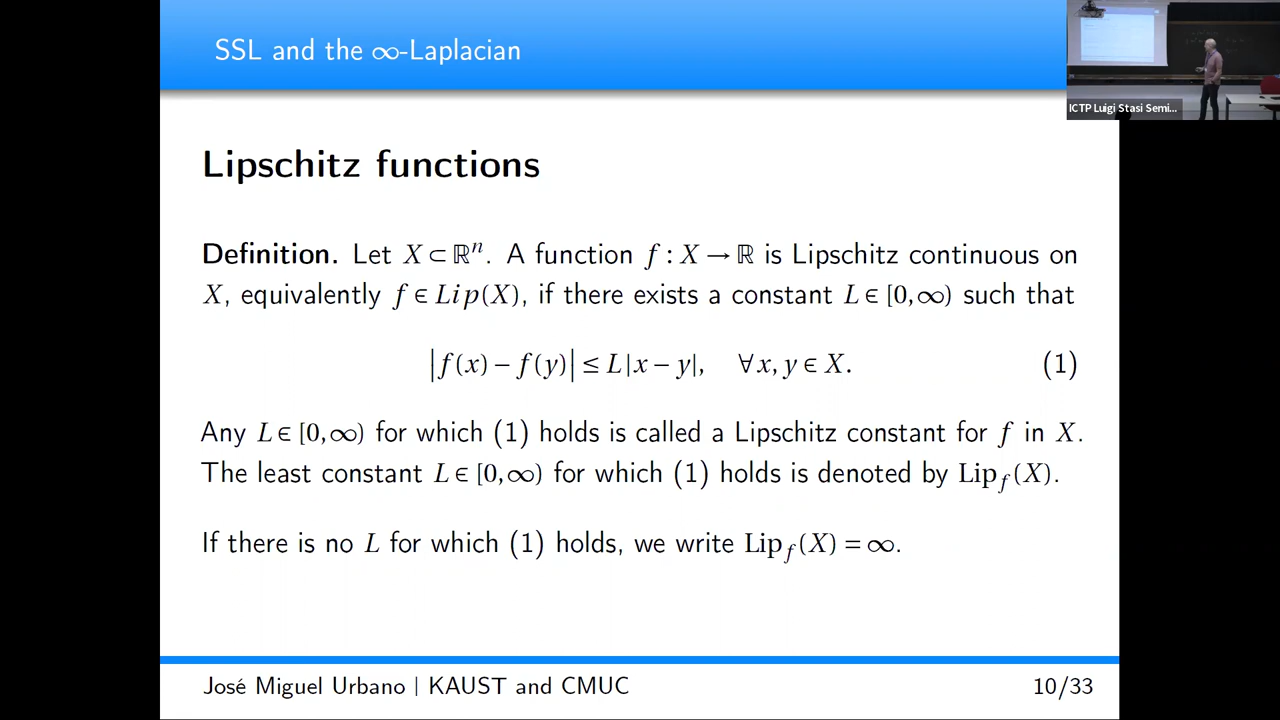 SSL and the ∞-Laplacian
ICTP Luigi Stasi Semi...
Lipschitz functions
Definition. Let X ⊂ ℝⁿ. A function f : X → ℝ is Lipschitz continuous on
X, equivalently f ∈ Lip(X), if there exists a constant L ∈ [0,∞) such that
|f(x) − f(y)| ≤ L|x − y|, ∀x, y ∈ X. (1)
Any L ∈ [0,∞) for which (1) holds is called a Lipschitz constant for f in X.
The least constant L ∈ [0,∞) for which (1) holds is denoted by Lip_f(X).
If there is no L for which (1) holds, we write Lip_f(X) = ∞.
José Miguel Urbano | KAUST and CMUC 10/33